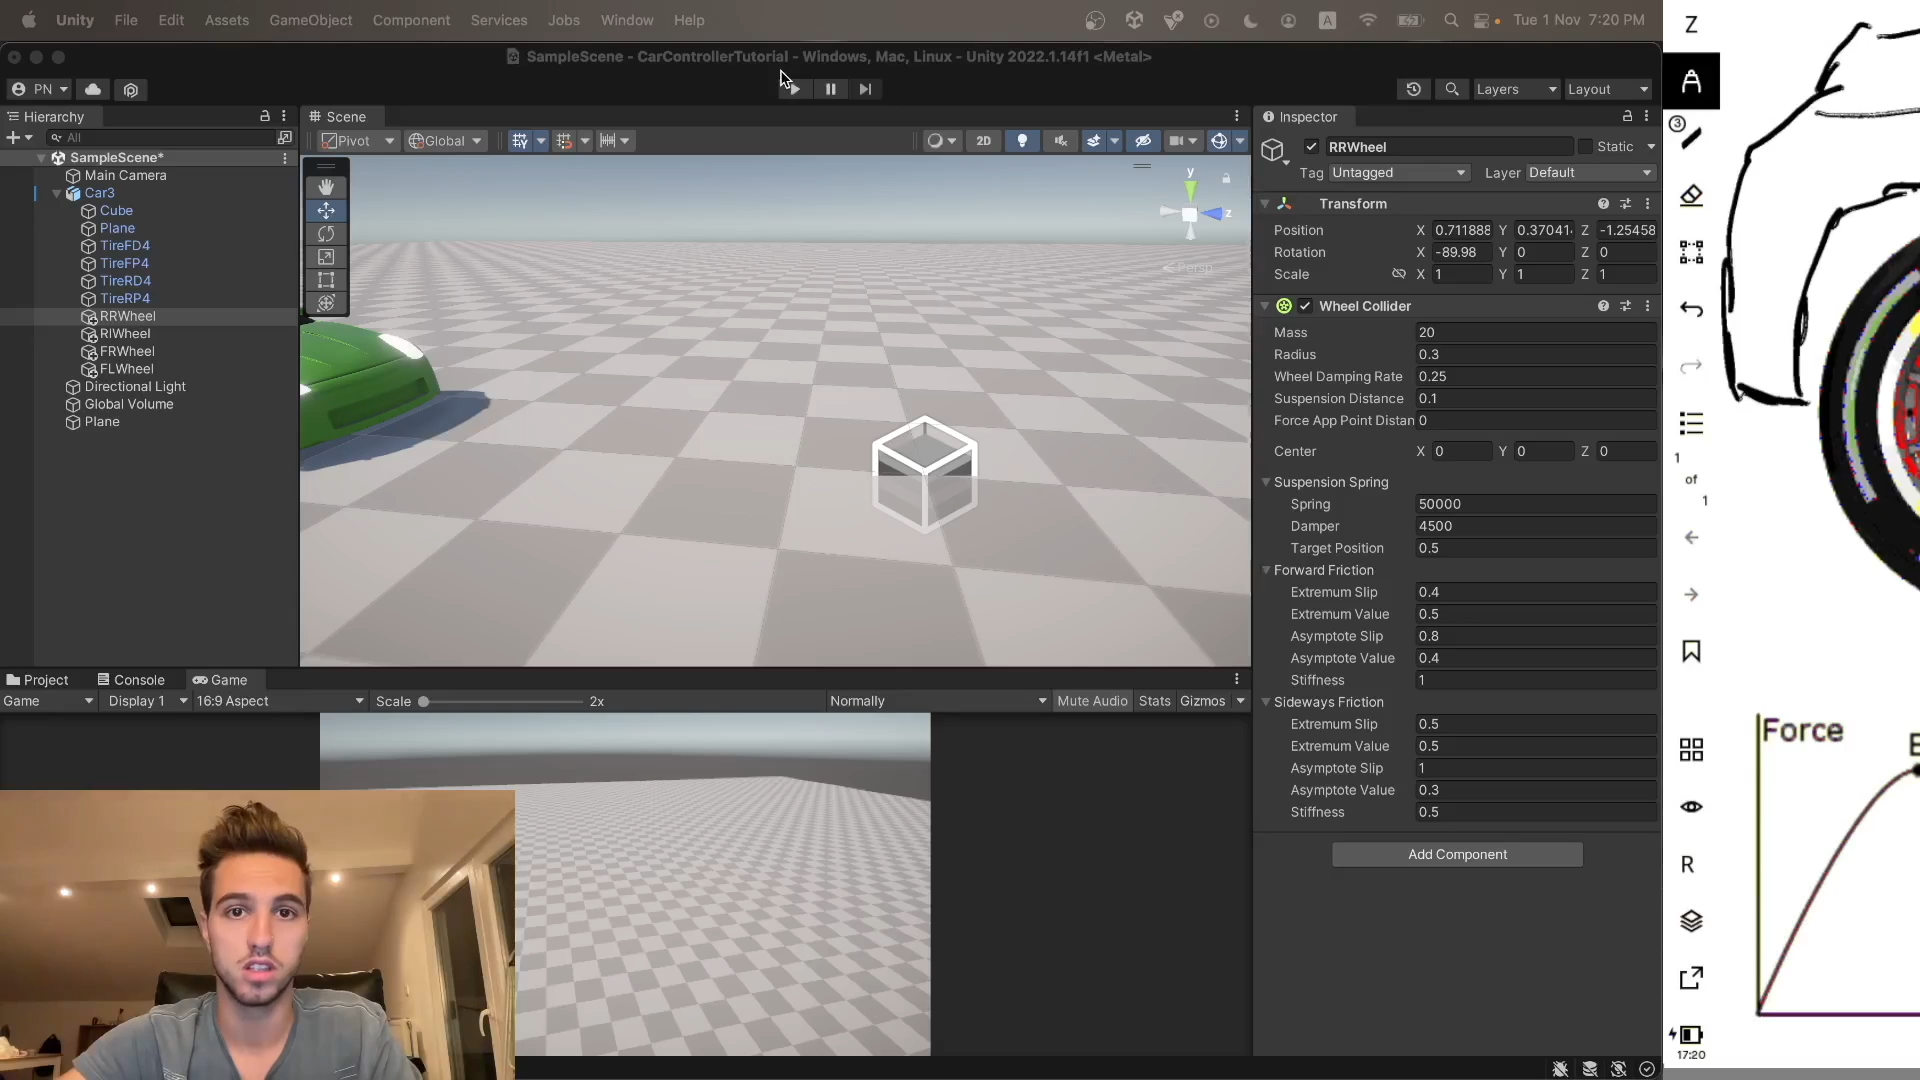 Unity File Edit Assets GameObject Component Services Jobs Window Help
A
Tue 1 Nov 7:20 PM
SampleScene - CarControllerTutorial - Windows, Mac, Linux - Unity 2022.1.14f1 <Metal>
PN
Layers Layout
Hierarchy
All
SampleScene*
Main Camera
Car3
Cube
Plane
TireFD4
TireFP4
TireRD4
TireRP4
RRWheel
RlWheel
FRWheel
FLWheel
Directional Light
Global Volume
Plane
Scene
Pivot Global 2D
y
z
Persp
Inspector
RRWheel Static
Tag Untagged Layer Default
Transform
Position X 0.711888 Y 0.37041 Z -1.25458
Rotation X -89.98 Y 0 Z 0
Scale X 1 Y 1 Z 1
Wheel Collider
Mass 20
Radius 0.3
Wheel Damping Rate 0.25
Suspension Distance 0.1
Force App Point Distan 0
Center X 0 Y 0 Z 0
Suspension Spring
Spring 50000
Damper 4500
Target Position 0.5
Forward Friction
Extremum Slip 0.4
Extremum Value 0.5
Asymptote Slip 0.8
Asymptote Value 0.4
Stiffness 1
Sideways Friction
Extremum Slip 0.5
Extremum Value 0.5
Asymptote Slip 1
Asymptote Value 0.3
Stiffness 0.5
Add Component
Project Console Game
Game Display 1 16:9 Aspect Scale 2x Normally Mute Audio Stats Gizmos
Z
3
1
of
1
R
17:20
Force
E